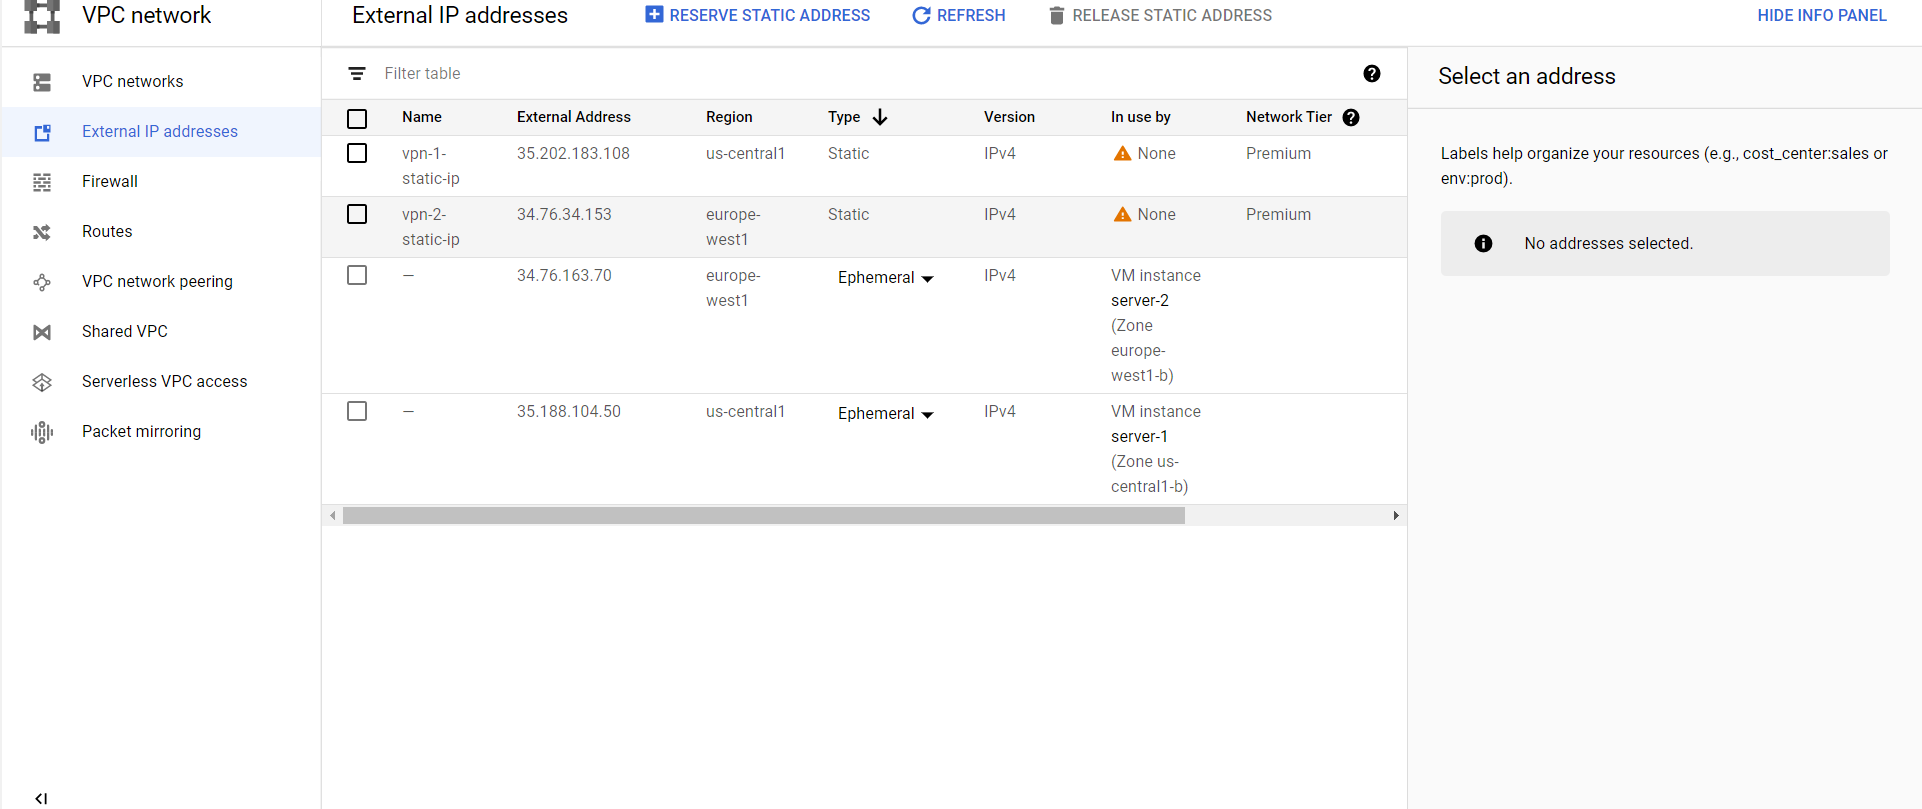 VPC network
External IP addresses
RESERVE STATIC ADDRESS
REFRESH
RELEASE STATIC ADDRESS
HIDE INFO PANEL
VPC networks
External IP addresses
Firewall
Routes
VPC network peering
Shared VPC
Serverless VPC access
Packet mirroring
Filter table
Name External Address Region Type Version In use by Network Tier
vpn-1- 35.202.183.108 us-central1 Static IPv4 None Premium
static-ip
vpn-2- 34.76.34.153 europe- Static IPv4 None Premium
static-ip west1
— 34.76.163.70 europe- Ephemeral IPv4 VM instance
west1 server-2
(Zone
europe-
west1-b)
— 35.188.104.50 us-central1 Ephemeral IPv4 VM instance
server-1
(Zone us-
central1-b)
Select an address
Labels help organize your resources (e.g., cost_center:sales or
env:prod).
No addresses selected.